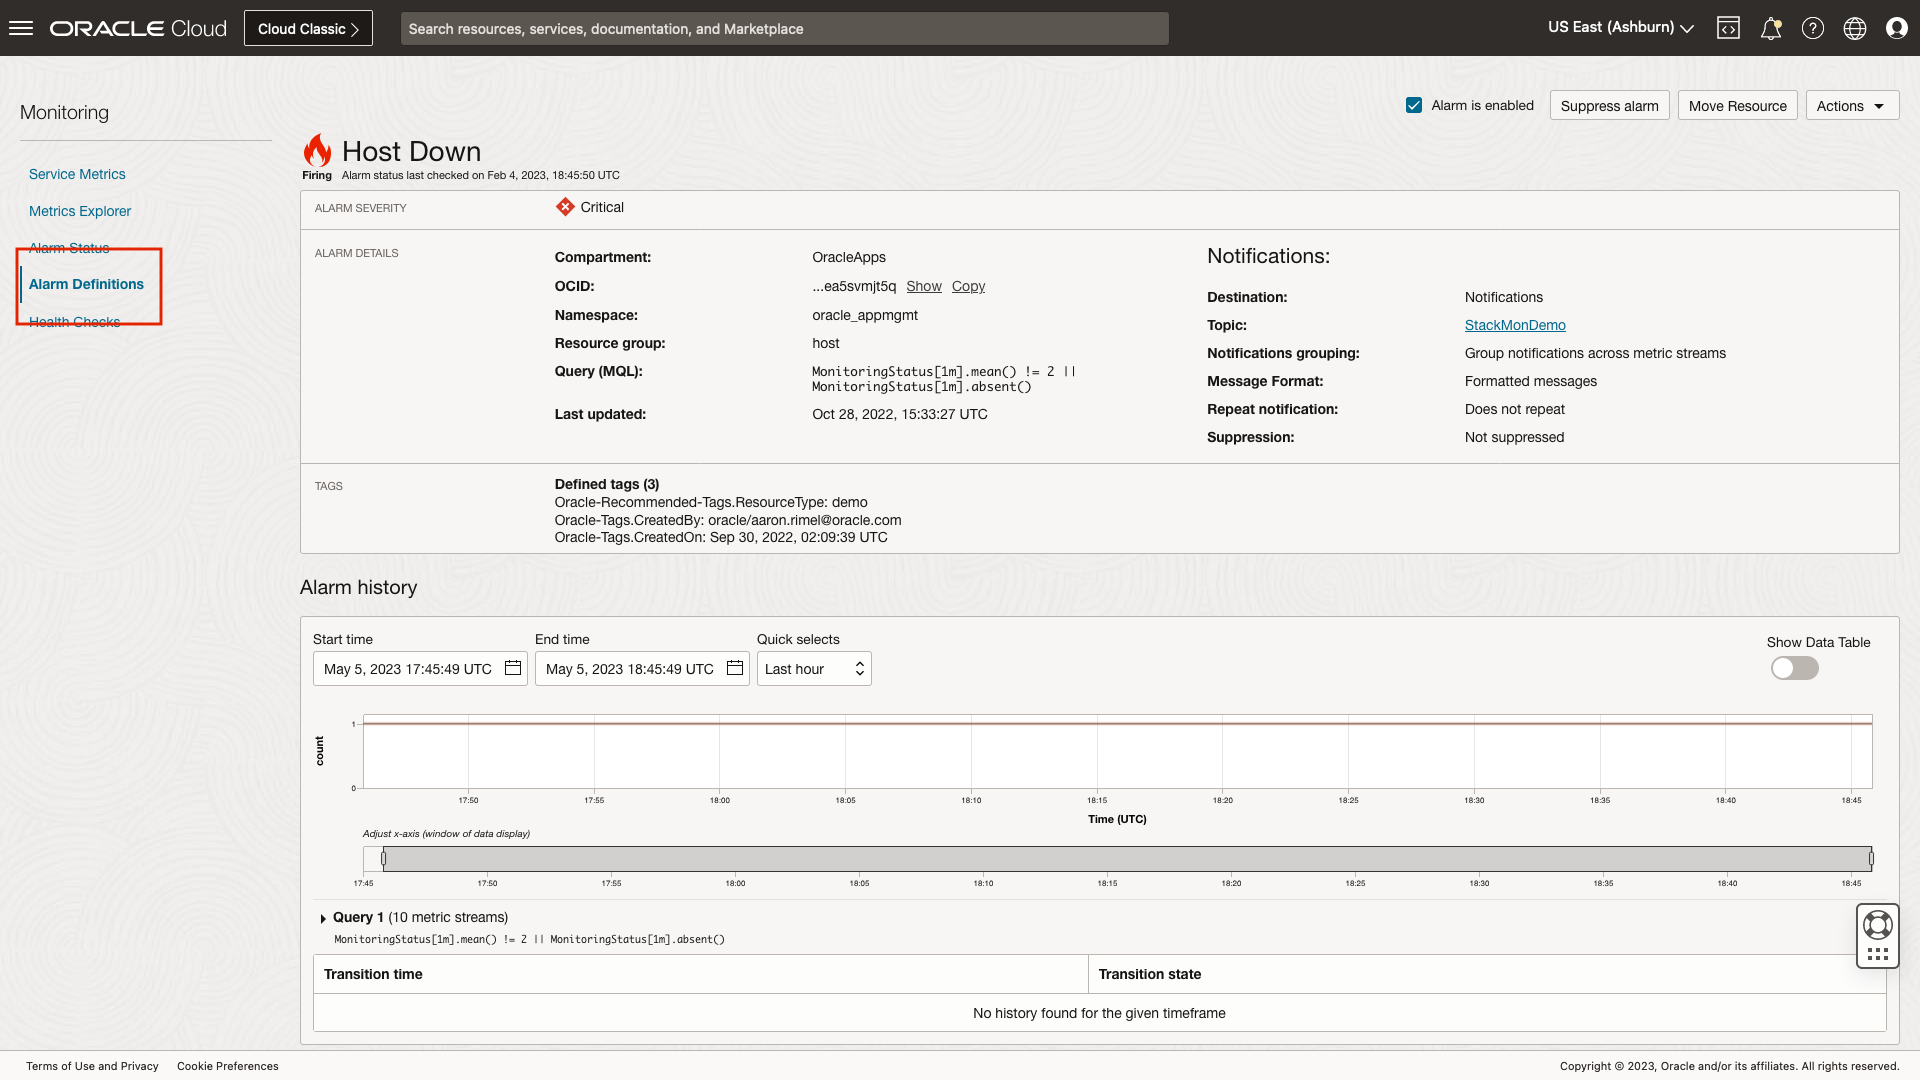 ORACLE Cloud
Cloud Classic
Search resources, services, documentation, and Marketplace
US East (Ashburn)
Monitoring
Service Metrics
Metrics Explorer
Alarm Status
Alarm Definitions
Health Checks
Alarm is enabled
Suppress alarm
Move Resource
Actions
Host Down
Firing
Alarm status last checked on Feb 4, 2023, 18:45:50 UTC
ALARM SEVERITY
Critical
ALARM DETAILS
Compartment: OracleApps
OCID: ...ea5svmjt5q Show Copy
Namespace: oracle_appmgmt
Resource group: host
Query (MQL): MonitoringStatus[1m].mean() != 2 ||
MonitoringStatus[1m].absent()
Last updated: Oct 28, 2022, 15:33:27 UTC
Notifications:
Destination: Notifications
Topic: StackMonDemo
Notifications grouping: Group notifications across metric streams
Message Format: Formatted messages
Repeat notification: Does not repeat
Suppression: Not suppressed
TAGS
Defined tags (3)
Oracle-Recommended-Tags.ResourceType: demo
Oracle-Tags.CreatedBy: oracle/aaron.rimel@oracle.com
Oracle-Tags.CreatedOn: Sep 30, 2022, 02:09:39 UTC
Alarm history
Start time End time Quick selects
May 5, 2023 17:45:49 UTC May 5, 2023 18:45:49 UTC Last hour
Show Data Table
count
1
0
17:50 17:55 18:00 18:05 18:10 18:15 18:20 18:25 18:30 18:35 18:40 18:45
Time (UTC)
Adjust x-axis (window of data display)
17:45 17:50 17:55 18:00 18:05 18:10 18:15 18:20 18:25 18:30 18:35 18:40 18:45
Query 1 (10 metric streams)
MonitoringStatus[1m].mean() != 2 || MonitoringStatus[1m].absent()
Transition time Transition state
No history found for the given timeframe
Terms of Use and Privacy Cookie Preferences
Copyright © 2023, Oracle and/or its affiliates. All rights reserved.